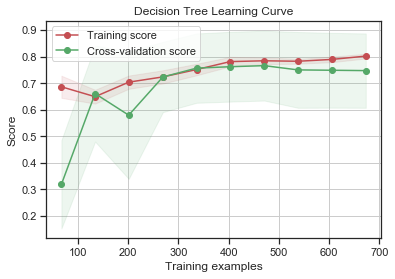 Decision Tree Learning Curve
Training score
Cross-validation score
0.9
0.8
0.7
0.6
0.5
0.4
0.3
0.2
Score
100 200 300 400 500 600 700
Training examples